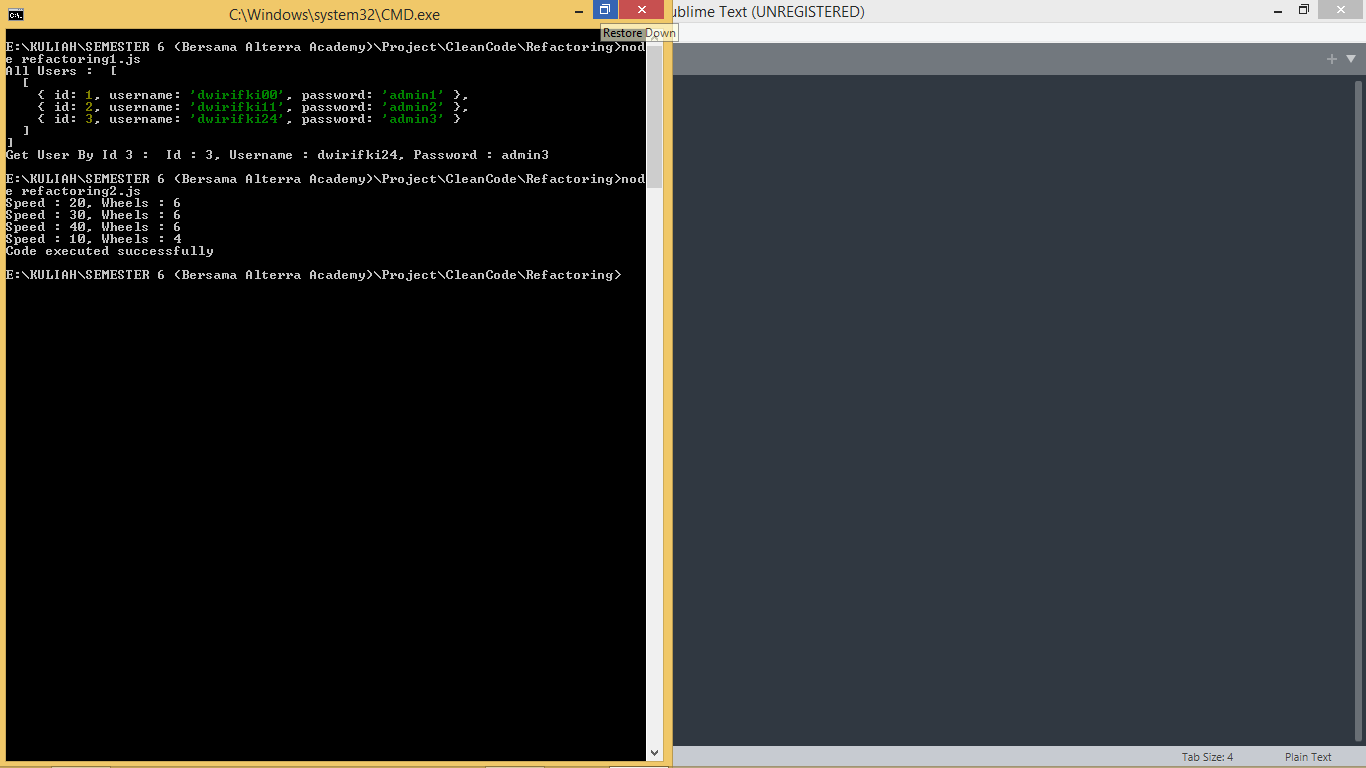 C:\Windows\system32\CMD.exe
ublime Text (UNREGISTERED)
Restore Down
E:\KULIAH\SEMESTER 6 (Bersama Alterra Academy)\Project\CleanCode\Refactoring>nod
e refactoring1.js
All Users :  [
  [
    { id: 1, username: 'dwirifki00', password: 'admin1' },
    { id: 2, username: 'dwirifki11', password: 'admin2' },
    { id: 3, username: 'dwirifki24', password: 'admin3' }
  ]
]
Get User By Id 3 :  Id : 3, Username : dwirifki24, Password : admin3
E:\KULIAH\SEMESTER 6 (Bersama Alterra Academy)\Project\CleanCode\Refactoring>nod
e refactoring2.js
Speed : 20, Wheels : 6
Speed : 30, Wheels : 6
Speed : 40, Wheels : 6
Speed : 10, Wheels : 4
Code executed successfully
E:\KULIAH\SEMESTER 6 (Bersama Alterra Academy)\Project\CleanCode\Refactoring>
Tab Size: 4
Plain Text